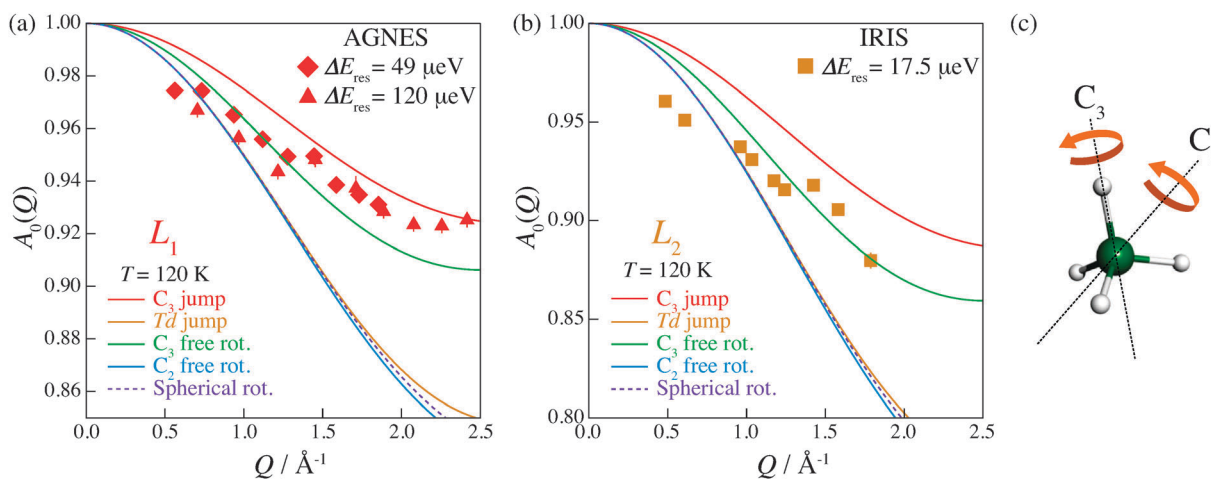 (a)
AGNES
ΔE_res = 49 μeV
ΔE_res = 120 μeV
1.00
0.98
0.96
0.94
0.92
0.90
0.88
0.86
A₀(Q)
L₁
T = 120 K
C₃ jump
Td jump
C₃ free rot.
C₂ free rot.
Spherical rot.
0.0
0.5
1.0
1.5
2.0
2.5
Q / Å⁻¹
(b)
IRIS
ΔE_res = 17.5 μeV
1.00
0.95
0.90
0.85
0.80
A₀(Q)
L₂
T = 120 K
C₃ jump
Td jump
C₃ free rot.
C₂ free rot.
Spherical rot.
0.0
0.5
1.0
1.5
2.0
2.5
Q / Å⁻¹
(c)
C₃
C